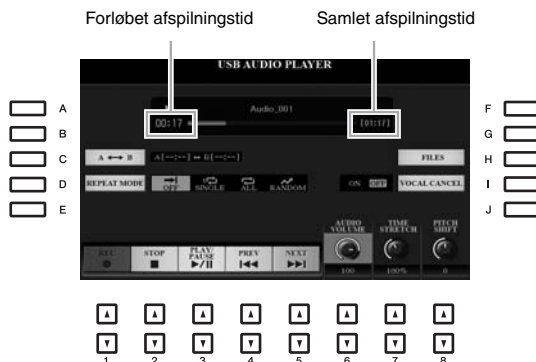 Forløbet afspilningstid Samlet afspilningstid
USB AUDIO PLAYER
Audio_001
00:17 [01:17]
A F
B G
C A ⟷ B A[--:--] ↔ B[--:--] FILES H
D REPEAT MODE OFF SINGLE ALL RANDOM ON OFF VOCAL CANCEL I
E J
AUDIO VOLUME TIME STRETCH PITCH SHIFT
REC STOP PLAY/PAUSE PREV NEXT 100 100% 0
1 2 3 4 5 6 7 8